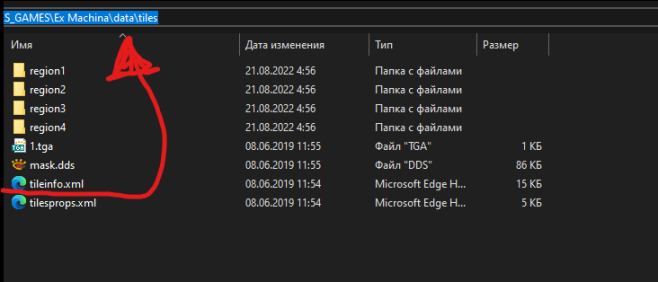 S_GAMES\Ex Machina\data\tiles
Имя Дата изменения Тип Размер
region1 21.08.2022 4:56 Папка с файлами
region2 21.08.2022 4:56 Папка с файлами
region3 21.08.2022 4:56 Папка с файлами
region4 21.08.2022 4:56 Папка с файлами
1.tga 08.06.2019 11:55 Файл "TGA" 1 КБ
mask.dds 08.06.2019 11:55 Файл "DDS" 86 КБ
tileinfo.xml 08.06.2019 11:54 Microsoft Edge H... 15 КБ
tilesprops.xml 08.06.2019 11:54 Microsoft Edge H... 5 КБ